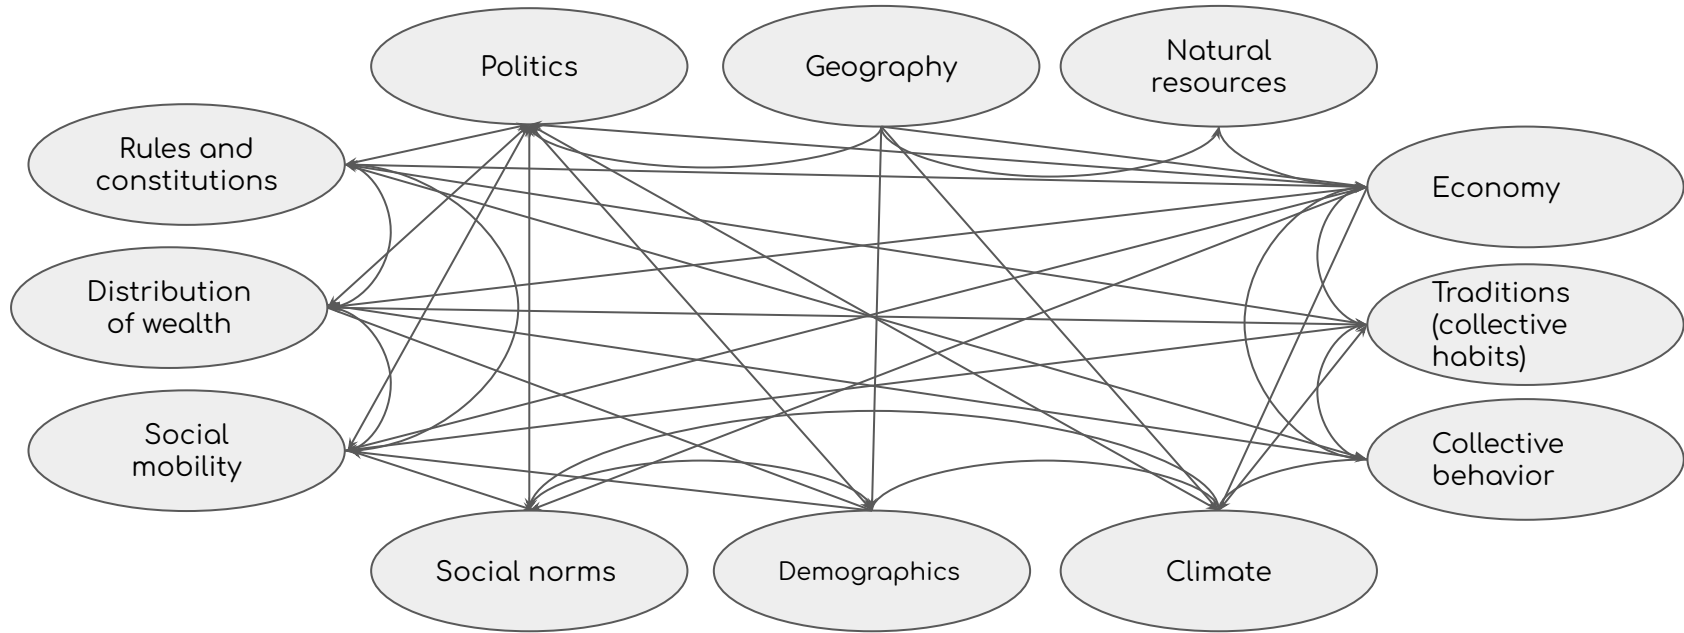 Politics
Geography
Natural
resources
Rules and
constitutions
Economy
Distribution
of wealth
Traditions
(collective
habits)
Social
mobility
Collective
behavior
Social norms
Demographics
Climate